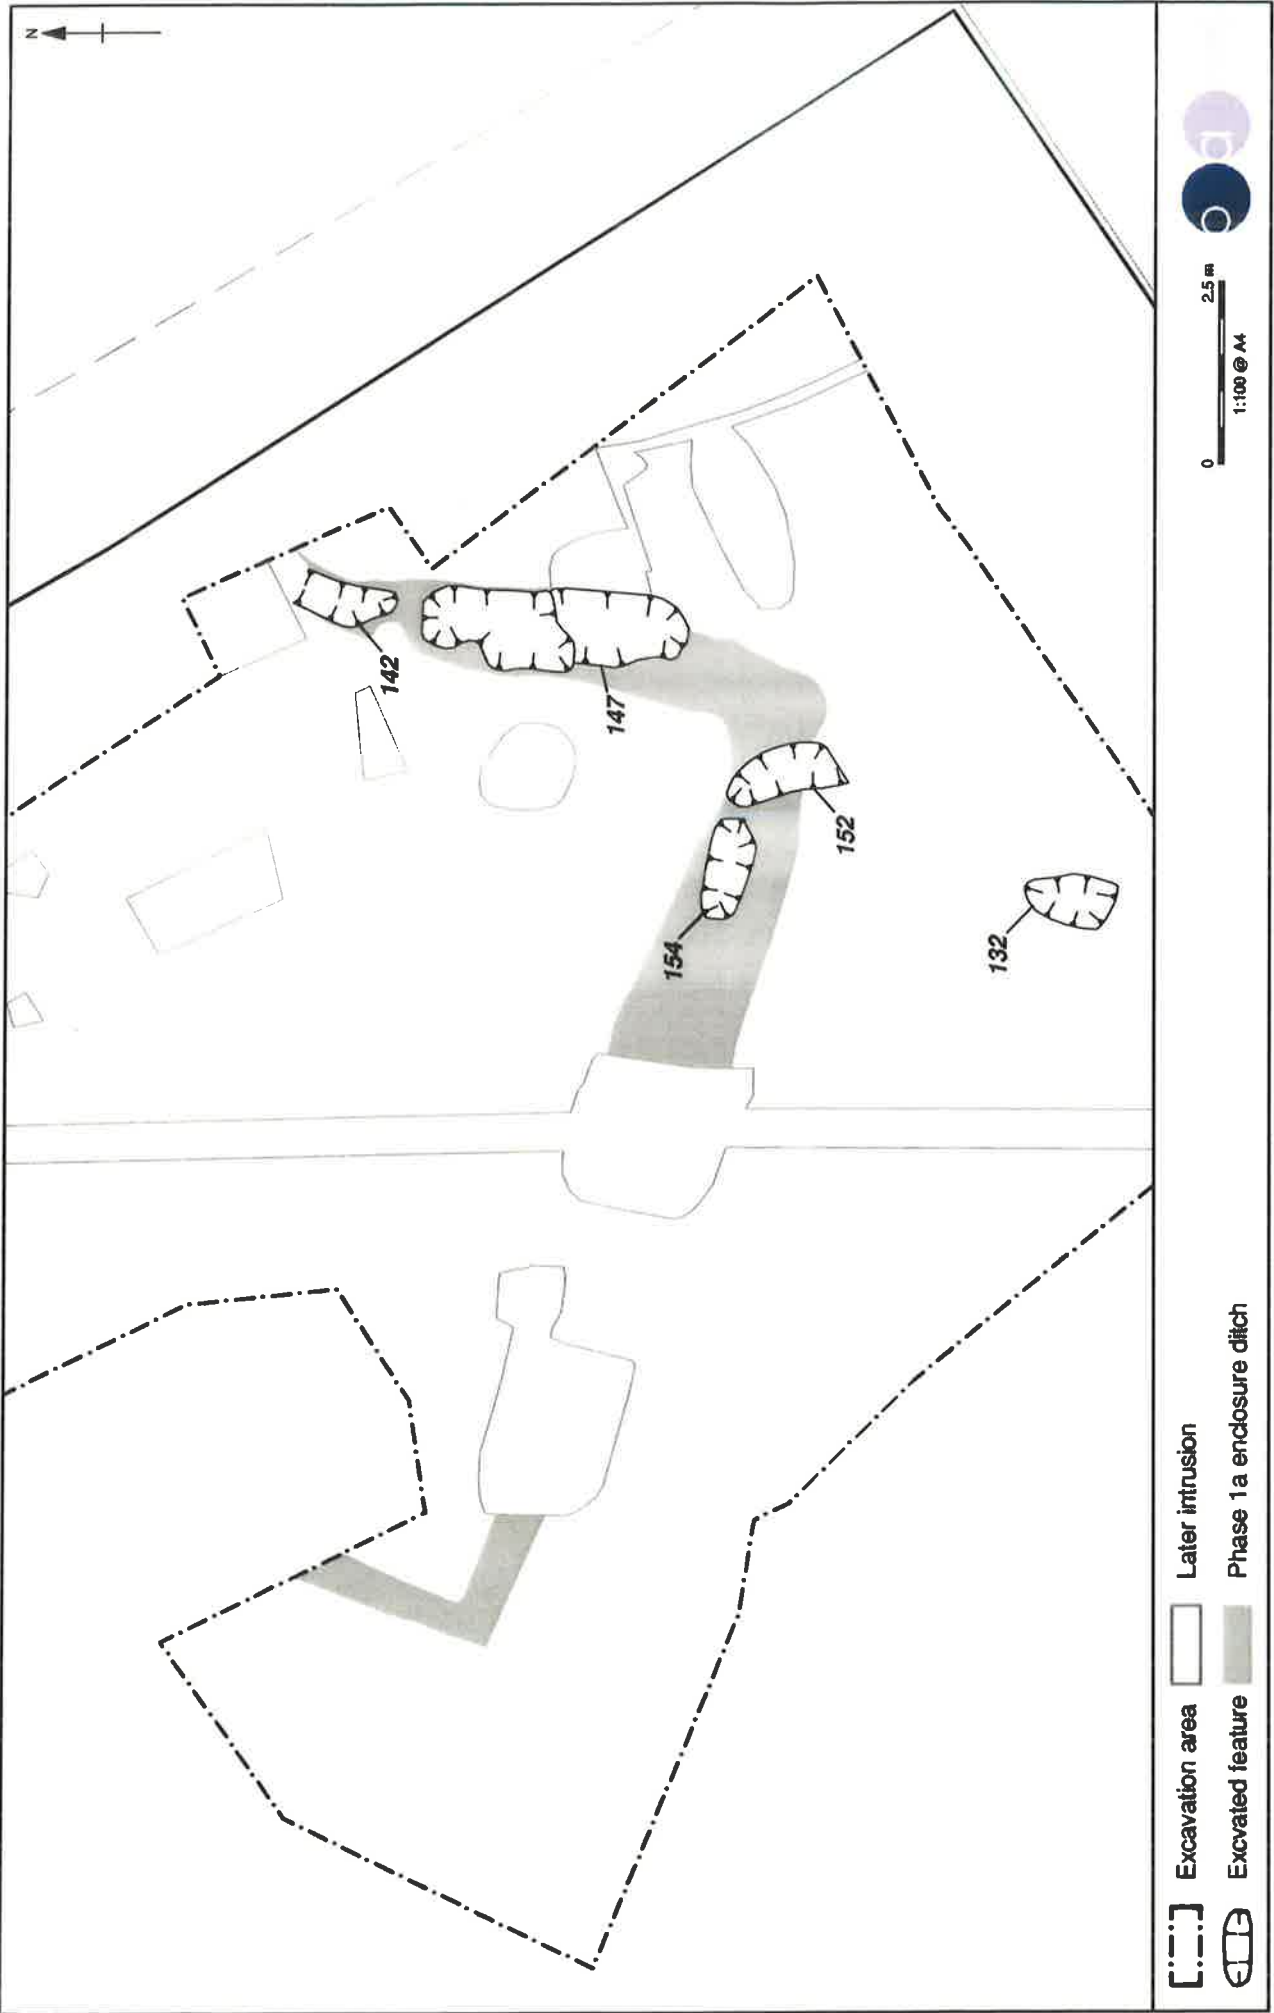 N
142
147
152
154
132
Excavation area
Later intrusion
Excvated feature
Phase 1a enclosure ditch
0
2.5 m
1:100 @ A4
oa